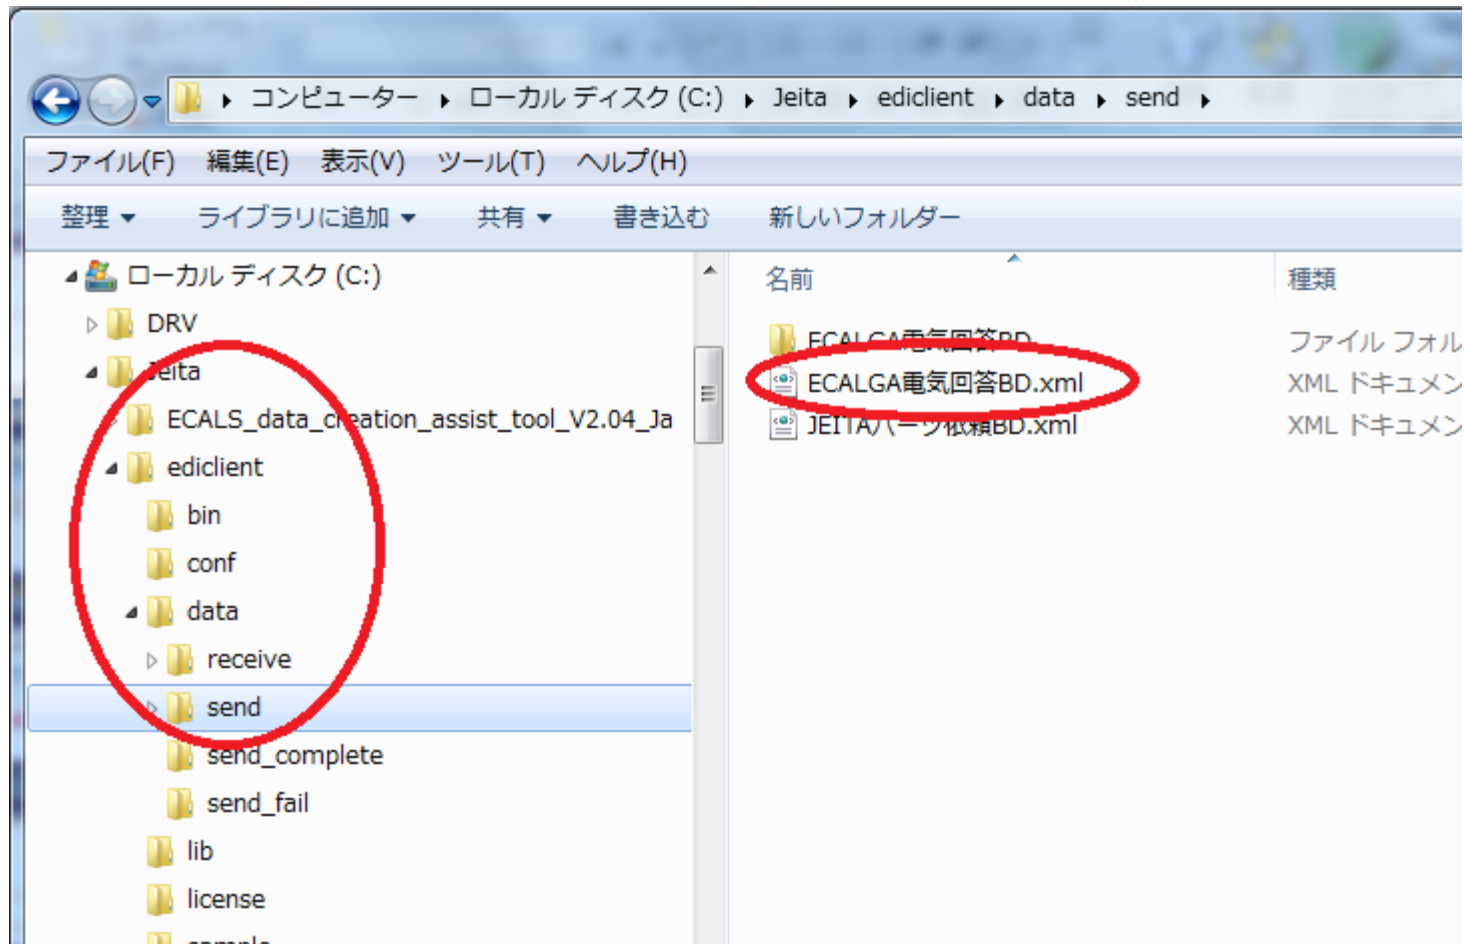 コンピューター ローカル ディスク (C:) Jeita ediclient data send
ファイル(F) 編集(E) 表示(V) ツール(T) ヘルプ(H)
整理 ライブラリに追加 共有 書き込む 新しいフォルダー
ローカル ディスク (C:)
DRV
Jeita
ECALS_data_creation_assist_tool_V2.04_Ja
ediclient
bin
conf
data
receive
send
send_complete
send_fail
lib
license
sample
名前 種類
ECALGA電気回答BD ファイル フォル
ECALGA電気回答BD.xml XML ドキュメン
JEITAパーツ依頼BD.xml XML ドキュメン